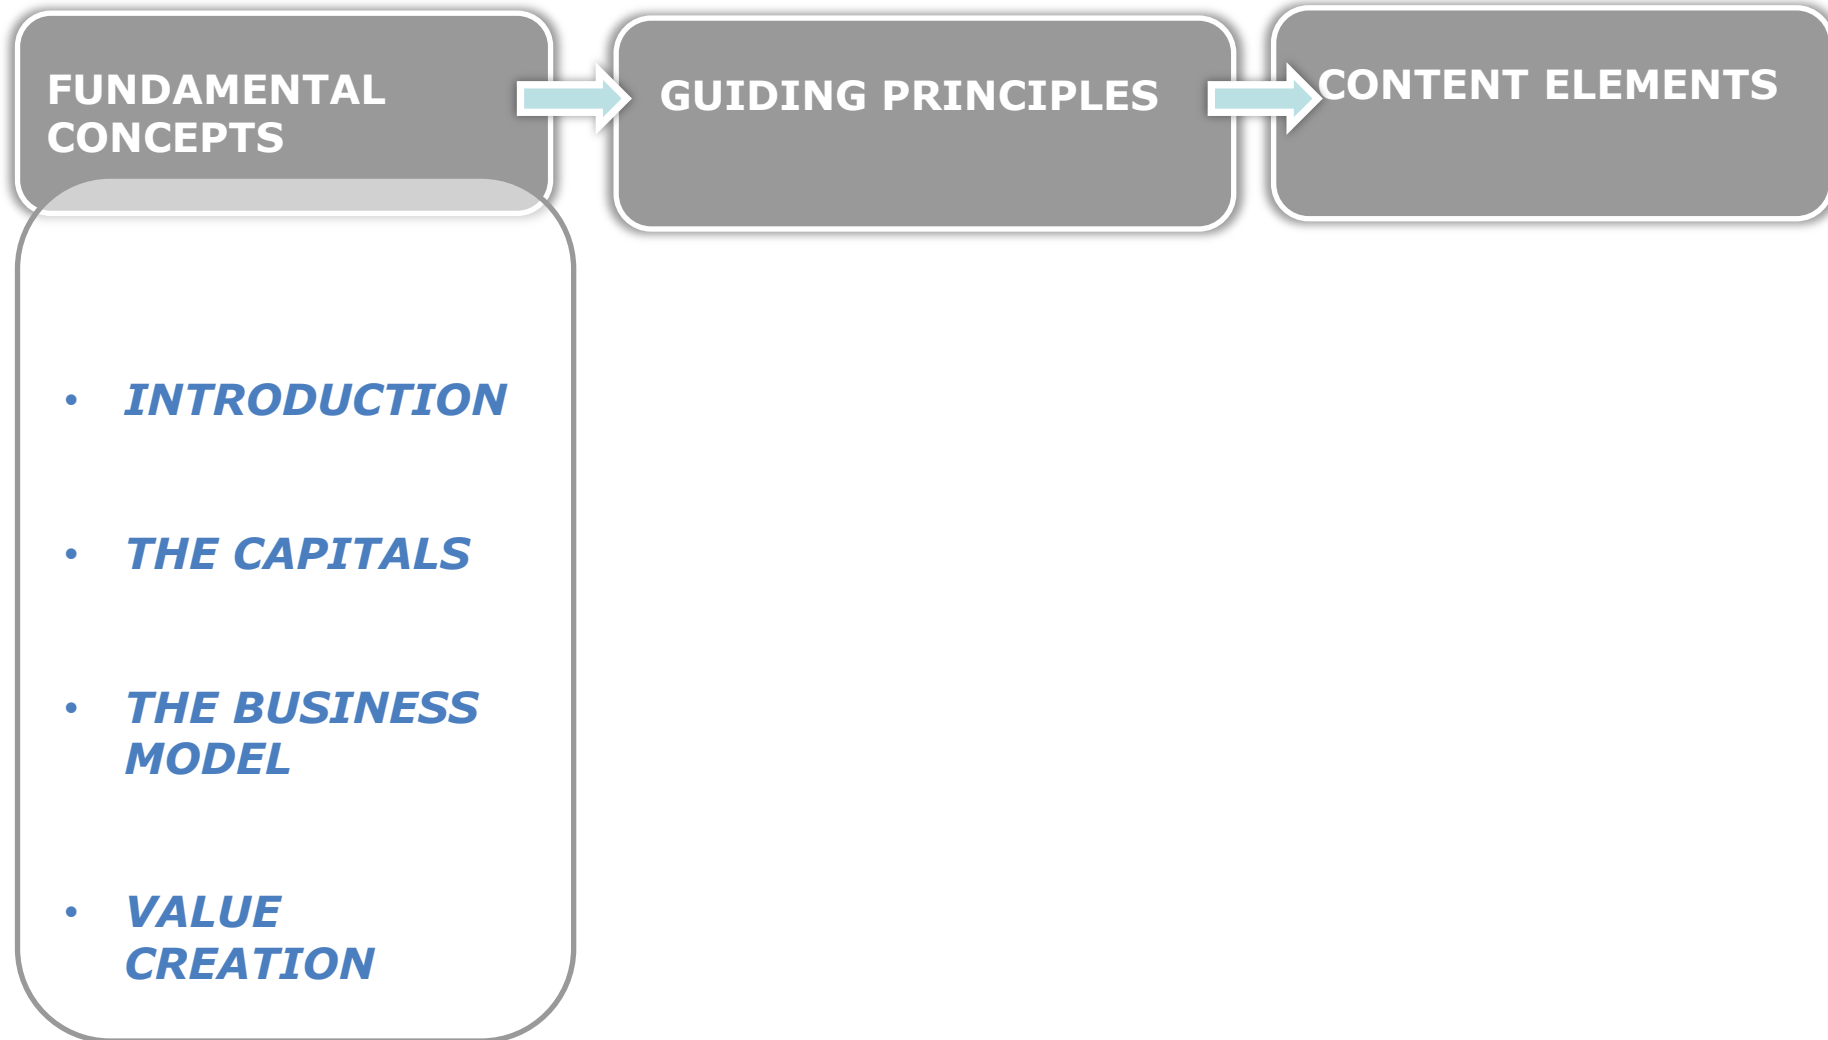 FUNDAMENTAL
CONCEPTS
GUIDING PRINCIPLES
CONTENT ELEMENTS
• INTRODUCTION
• THE CAPITALS
• THE BUSINESS
MODEL
• VALUE
CREATION